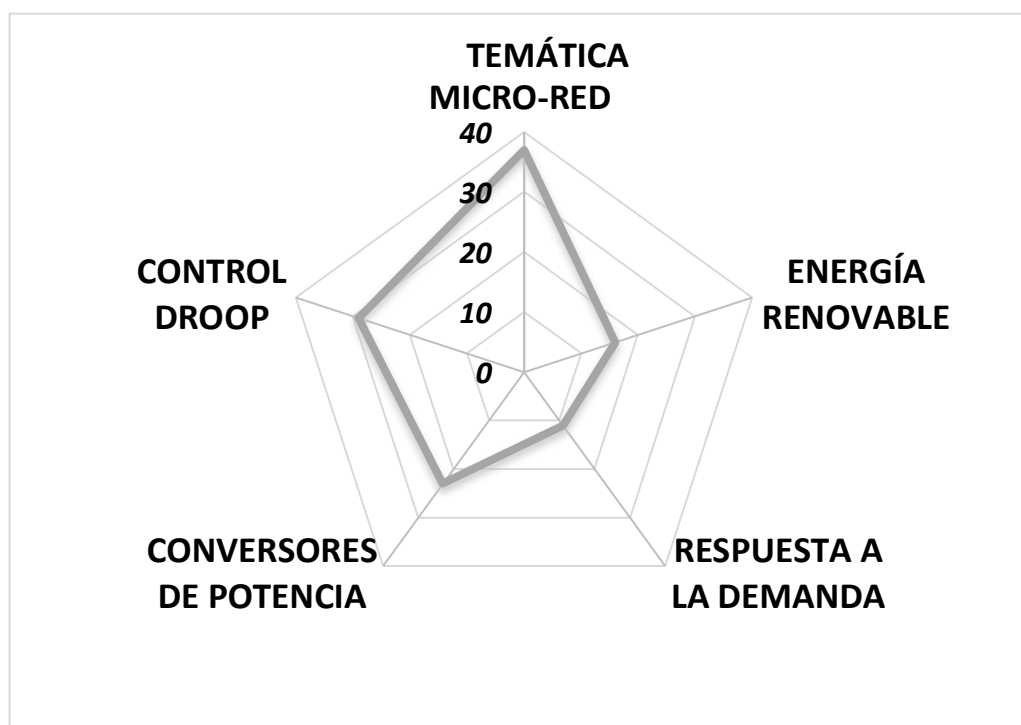 TEMÁTICA
MICRO-RED
40
30
20
10
0
ENERGÍA
RENOVABLE
RESPUESTA A
LA DEMANDA
CONVERSORES
DE POTENCIA
CONTROL
DROOP